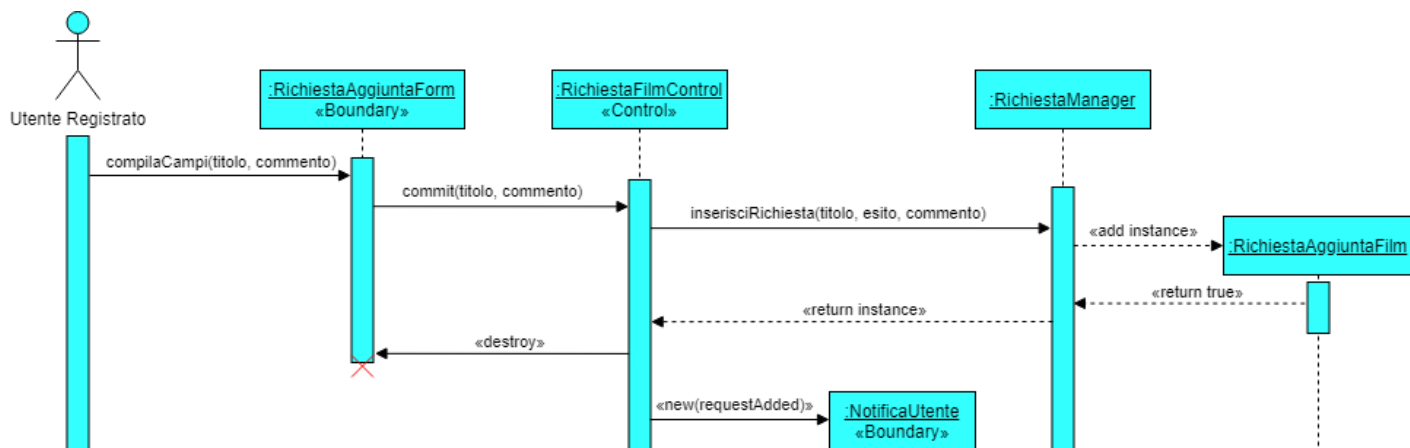 :RichiestaAggiuntaForm
«Boundary»
:RichiestaFilmControl
«Control»
:RichiestaManager
Utente Registrato
compilaCampi(titolo, commento)
commit(titolo, commento)
inserisciRichiesta(titolo, esito, commento)
«add instance»
:RichiestaAggiuntaFilm
«return true»
«return instance»
«destroy»
«new(requestAdded)»
:NotificaUtente
«Boundary»